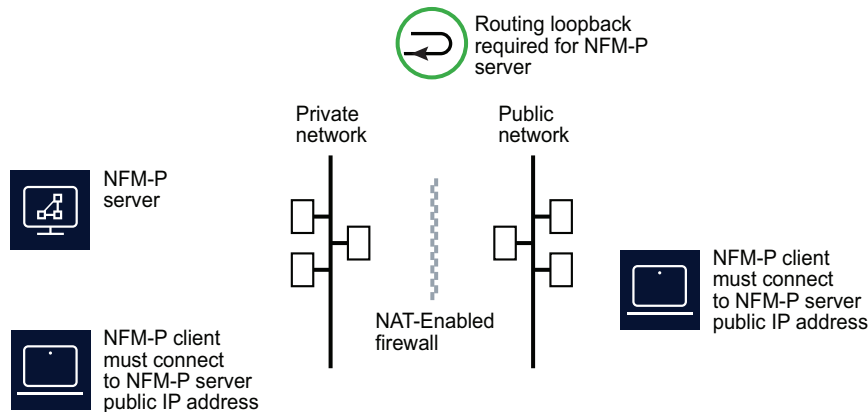 Routing loopback
required for NFM-P
server
Private
network
Public
network
NFM-P
server
NFM-P client
must connect
to NFM-P server
public IP address
NAT-Enabled
firewall
NFM-P client
must connect
to NFM-P server
public IP address